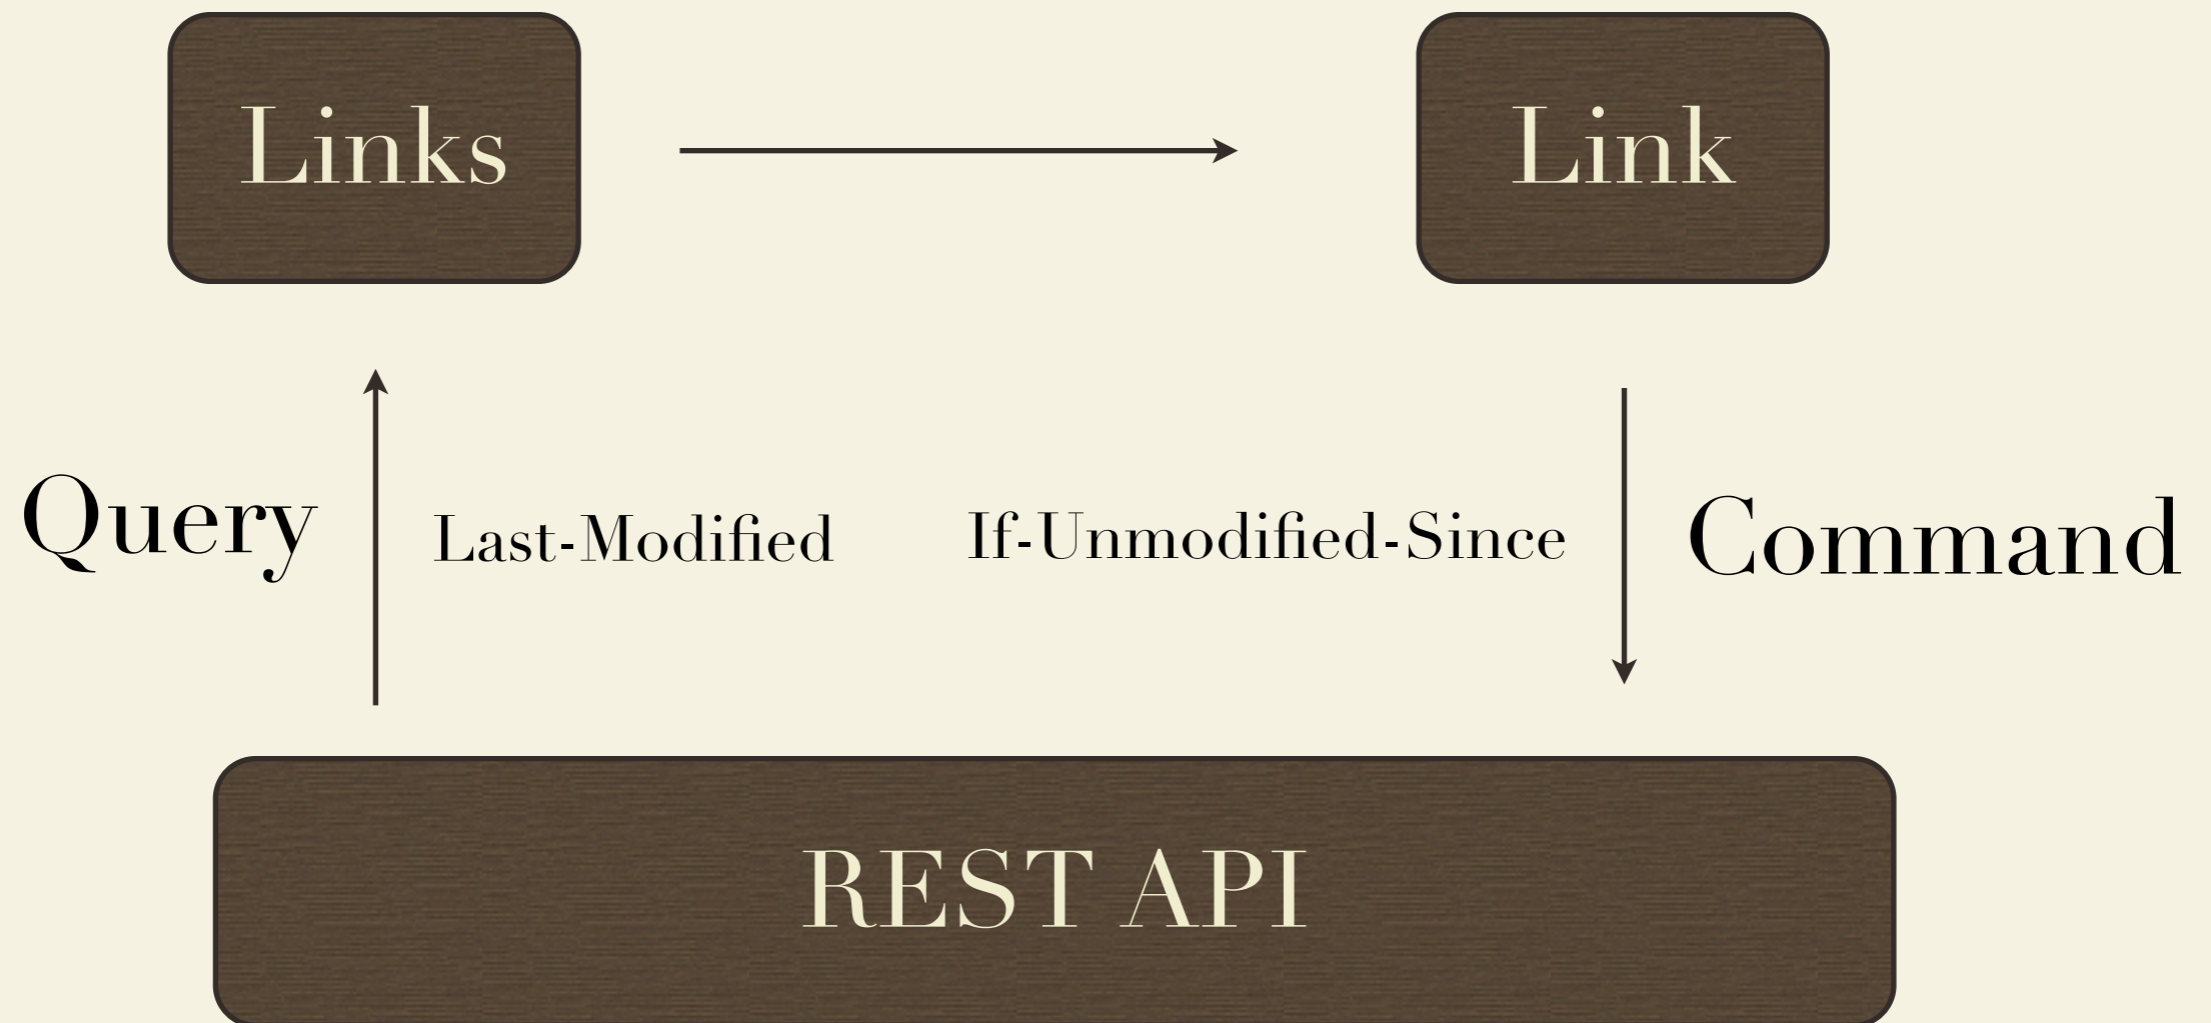 Links
Link
Query
Last-Modified
If-Unmodified-Since
Command
REST API